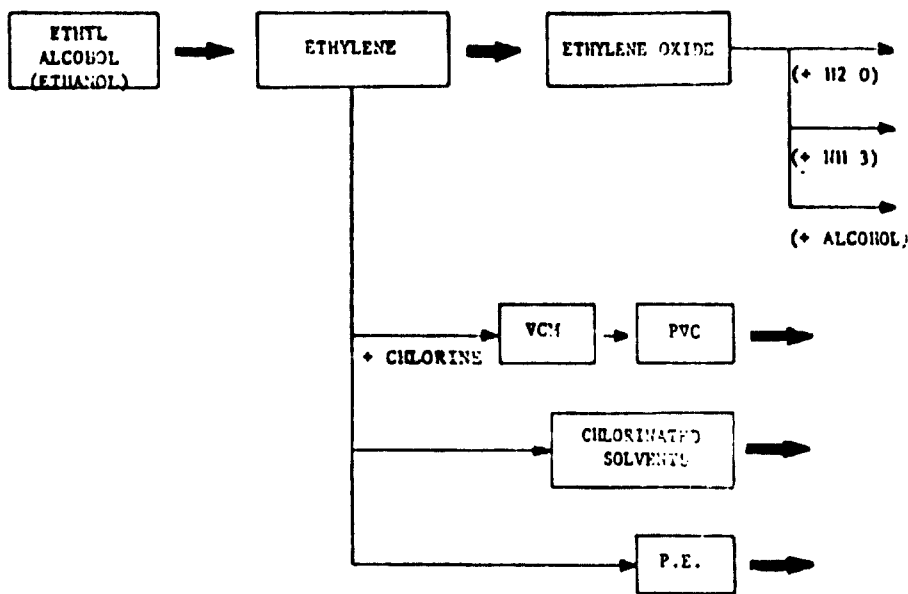 ETHYL
ALCOHOL
(ETHANOL)
ETHYLENE
ETHYLENE OXIDE
(+ H2 O)
(+ NH 3)
(+ ALCOHOL)
VCM
PVC
+ CHLORINE
CHLORINATED
SOLVENTS
P.E.